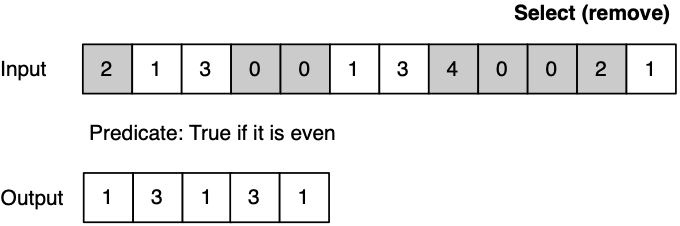 Select (remove)
Input 2 1 3 0 0 1 3 4 0 0 2 1
Predicate: True if it is even
Output 1 3 1 3 1